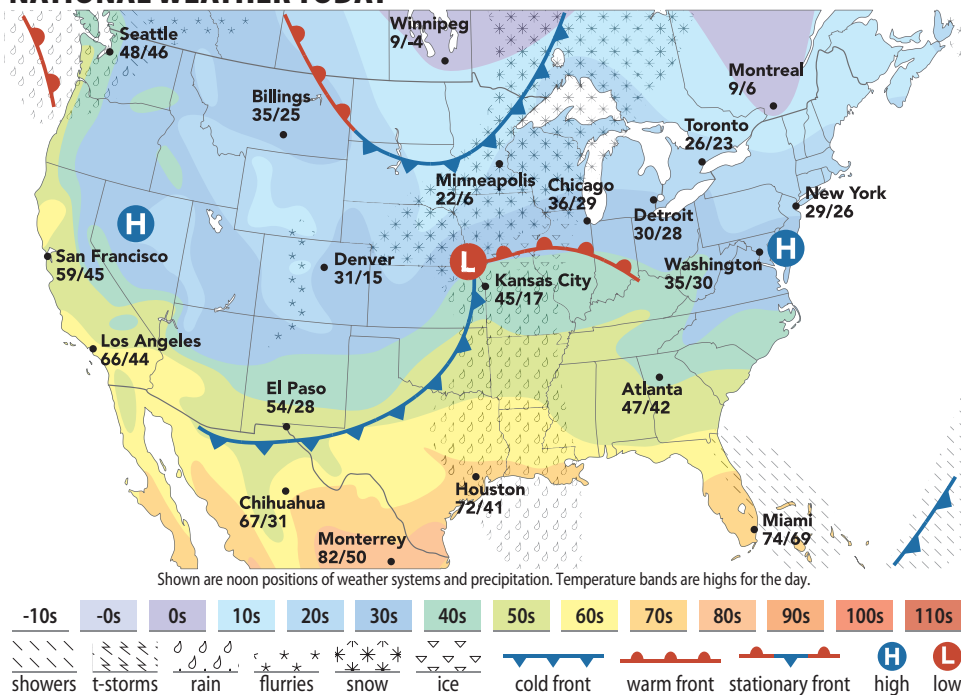 NATIONAL WEATHER TODAY
Seattle
48/46
Winnipeg
9/-4
Billings
35/25
Montreal
9/6
Toronto
26/23
Minneapolis
22/6
Chicago
36/29
Detroit
30/28
New York
29/26
H
San Francisco
59/45
Denver
31/15
L
Kansas City
45/17
Washington
35/30
H
Los Angeles
66/44
El Paso
54/28
Atlanta
47/42
Chihuahua
67/31
Houston
72/41
Monterrey
82/50
Miami
74/69
Shown are noon positions of weather systems and precipitation. Temperature bands are highs for the day.
-10s -0s 0s 10s 20s 30s 40s 50s 60s 70s 80s 90s 100s 110s
H L
showers t-storms rain flurries snow ice cold front warm front stationary front high low